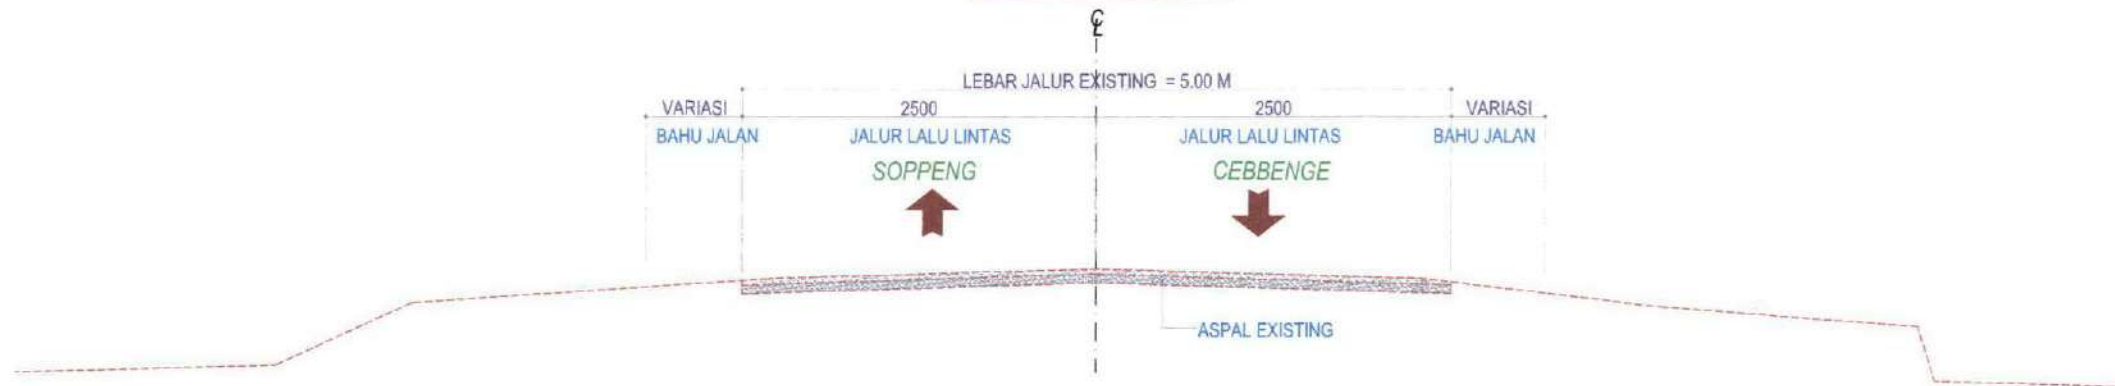 ℄
LEBAR JALUR EXISTING = 5.00 M
VARIASI 2500 2500 VARIASI
BAHU JALAN JALUR LALU LINTAS JALUR LALU LINTAS BAHU JALAN
SOPPENG CEBBENGE
ASPAL EXISTING